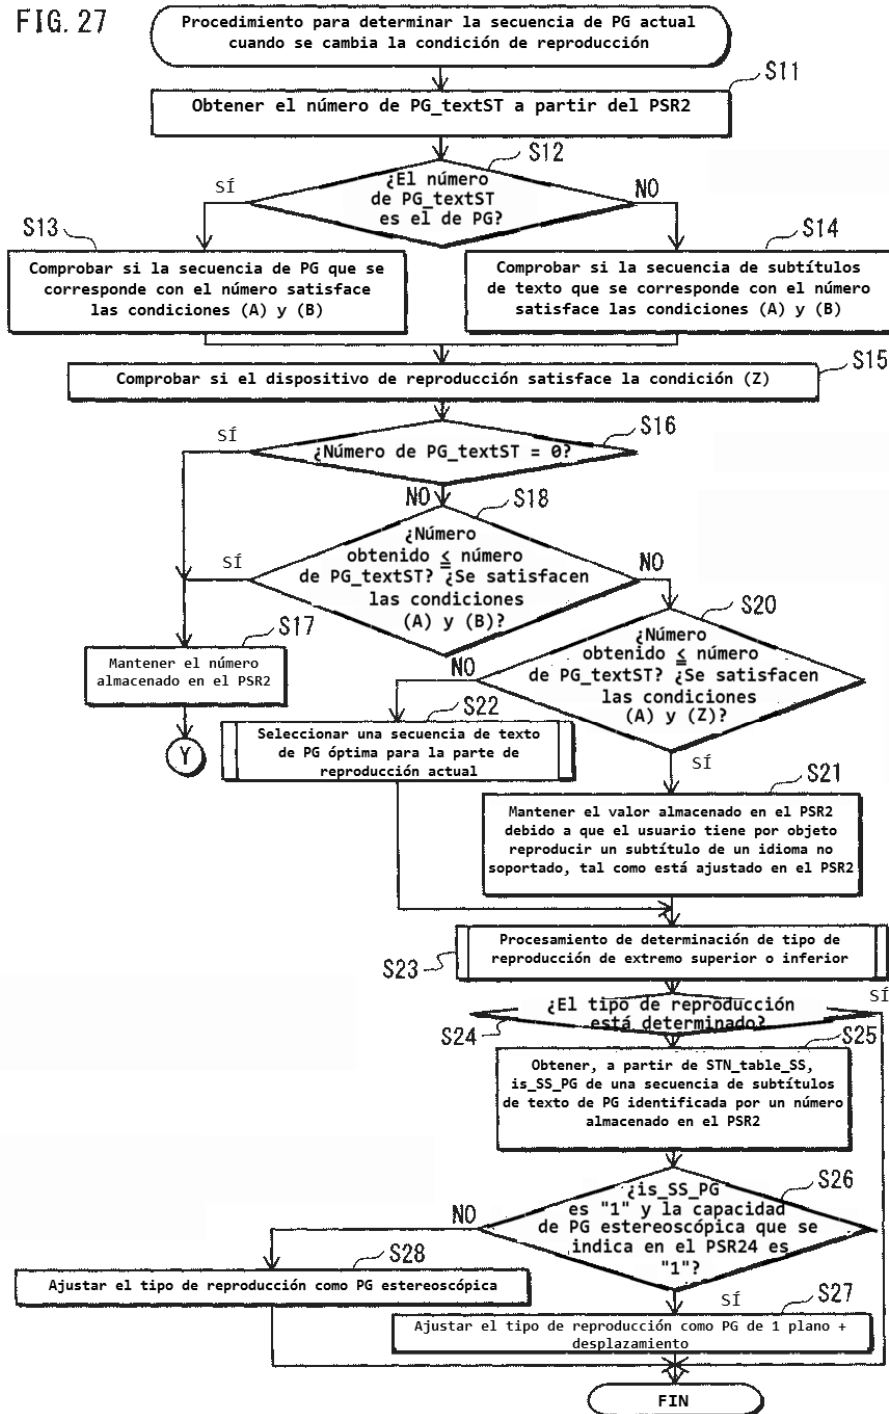 FIG. 27
Procedimiento para determinar la secuencia de PG actual
cuando se cambia la condición de reproducción
S11
Obtener el número de PG_textST a partir del PSR2
S12
¿El número
de PG_textST
es el de PG?
SÍ
NO
S13
Comprobar si la secuencia de PG que se
corresponde con el número satisface
las condiciones (A) y (B)
S14
Comprobar si la secuencia de subtítulos
de texto que se corresponde con el número
satisface las condiciones (A) y (B)
S15
Comprobar si el dispositivo de reproducción satisface la condición (Z)
S16
SÍ
¿Número de PG_textST = 0?
NO
S18
¿Número
obtenido ≦ número
de PG_textST? ¿Se satisfacen
las condiciones
(A) y (B)?
SÍ
NO
S17
Mantener el número
almacenado en el PSR2
Y
S20
¿Número
obtenido ≦ número
de PG_textST? ¿Se satisfacen
las condiciones
(A) y (Z)?
NO
SÍ
S22
Seleccionar una secuencia de texto
de PG óptima para la parte de
reproducción actual
S21
Mantener el valor almacenado en el PSR2
debido a que el usuario tiene por objeto
reproducir un subtítulo de un idioma no
soportado, tal como está ajustado en el PSR2
S23
Procesamiento de determinación de tipo de
reproducción de extremo superior o inferior
S24
¿El tipo de reproducción
está determinado?
SÍ
S25
Obtener, a partir de STN_table_SS,
is_SS_PG de una secuencia de subtítulos
de texto de PG identificada por un número
almacenado en el PSR2
S26
¿is_SS_PG
es "1" y la capacidad
de PG estereoscópica que se
indica en el PSR24 es
"1"?
NO
SÍ
S28
Ajustar el tipo de reproducción como PG estereoscópica
S27
Ajustar el tipo de reproducción como PG de 1 plano +
desplazamiento
FIN